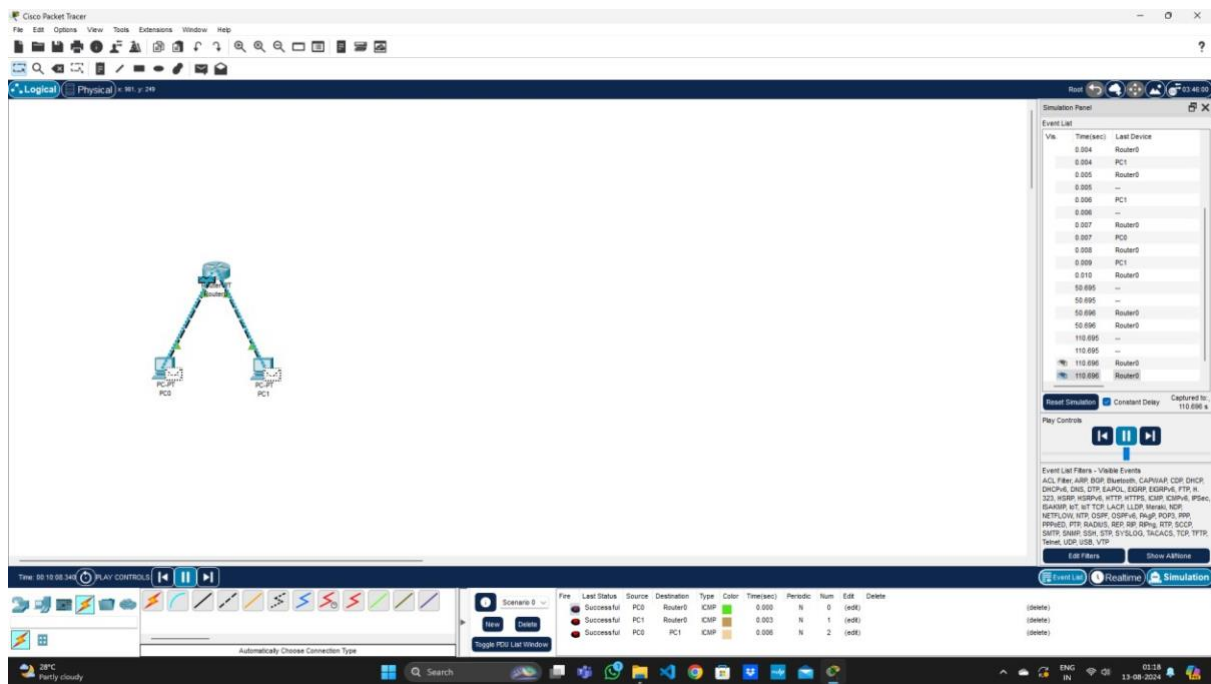 Cisco Packet Tracer
File Edit Options View Tools Extensions Window Help
?
Logical Physical x: 981, y: 249 Root 03:46:00
Simulation Panel
Event List
Vis. Time(sec) Last Device
0.004 Router0
0.004 PC1
0.005 Router0
0.005 --
0.006 PC1
0.006 --
0.007 Router0
0.007 PC0
0.008 Router0
0.009 PC1
0.010 Router0
50.695 --
50.695 --
50.696 Router0
50.696 Router0
110.695 --
110.695 --
110.696 Router0
110.696 Router0
PC-PT
PC0
PC-PT
PC1
Reset Simulation Constant Delay Captured to:
110.696 s
Play Controls
Event List Filters - Visible Events
ACL Filter, ARP, BGP, Bluetooth, CAPWAP, CDP, DHCP,
DHCPv6, DNS, DTP, EAPOL, EIGRP, EIGRPv6, FTP, H.
323, HSRP, HSRPv6, HTTP, HTTPS, ICMP, ICMPv6, IPSec,
ISAKMP, IoT, IoT TCP, LACP, LLDP, Meraki, NDP,
NETFLOW, NTP, OSPF, OSPFv6, PAgP, POP3, PPP,
PPPoED, PTP, RADIUS, REP, RIP, RIPng, RTP, SCCP,
SMTP, SNMP, SSH, STP, SYSLOG, TACACS, TCP, TFTP,
Telnet, UDP, USB, VTP
Edit Filters Show All/None
Time: 00:10:08.340 PLAY CONTROLS: Event List Realtime Simulation
Scenario 0
New Delete
Toggle PDU List Window
Fire Last Status Source Destination Type Color Time(sec) Periodic Num Edit Delete
Successful PC0 Router0 ICMP 0.000 N 0 (edit) (delete)
Successful PC1 Router0 ICMP 0.003 N 1 (edit) (delete)
Successful PC0 PC1 ICMP 0.006 N 2 (edit) (delete)
Automatically Choose Connection Type
28°C
Partly cloudy
Search
ENG
IN
01:18
13-08-2024